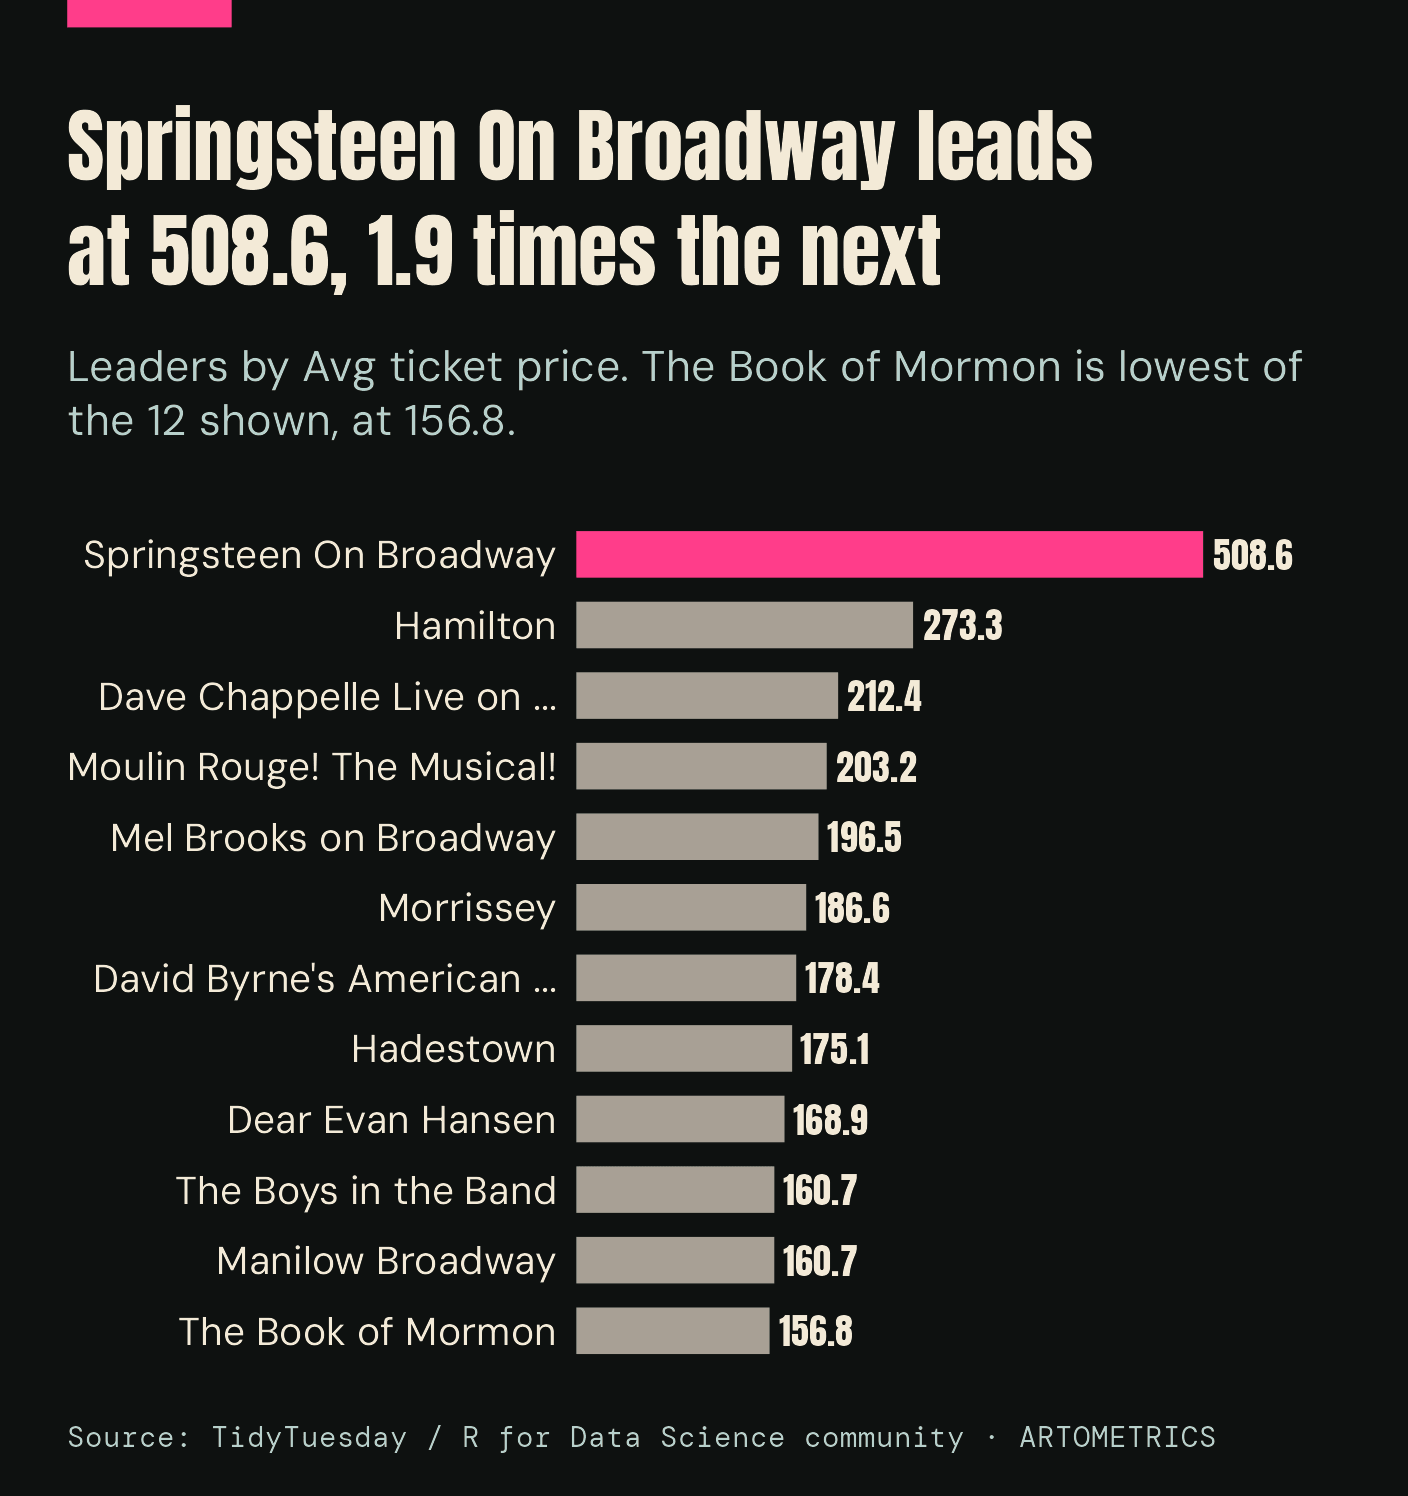 Springsteen On Broadway leads
at 508.6, 1.9 times the next
Leaders by Avg ticket price. The Book of Mormon is lowest of
the 12 shown, at 156.8.
Springsteen On Broadway 508.6
Hamilton 273.3
Dave Chappelle Live on ... 212.4
Moulin Rouge! The Musical! 203.2
Mel Brooks on Broadway 196.5
Morrissey 186.6
David Byrne's American ... 178.4
Hadestown 175.1
Dear Evan Hansen 168.9
The Boys in the Band 160.7
Manilow Broadway 160.7
The Book of Mormon 156.8
Source: TidyTuesday / R for Data Science community · ARTOMETRICS